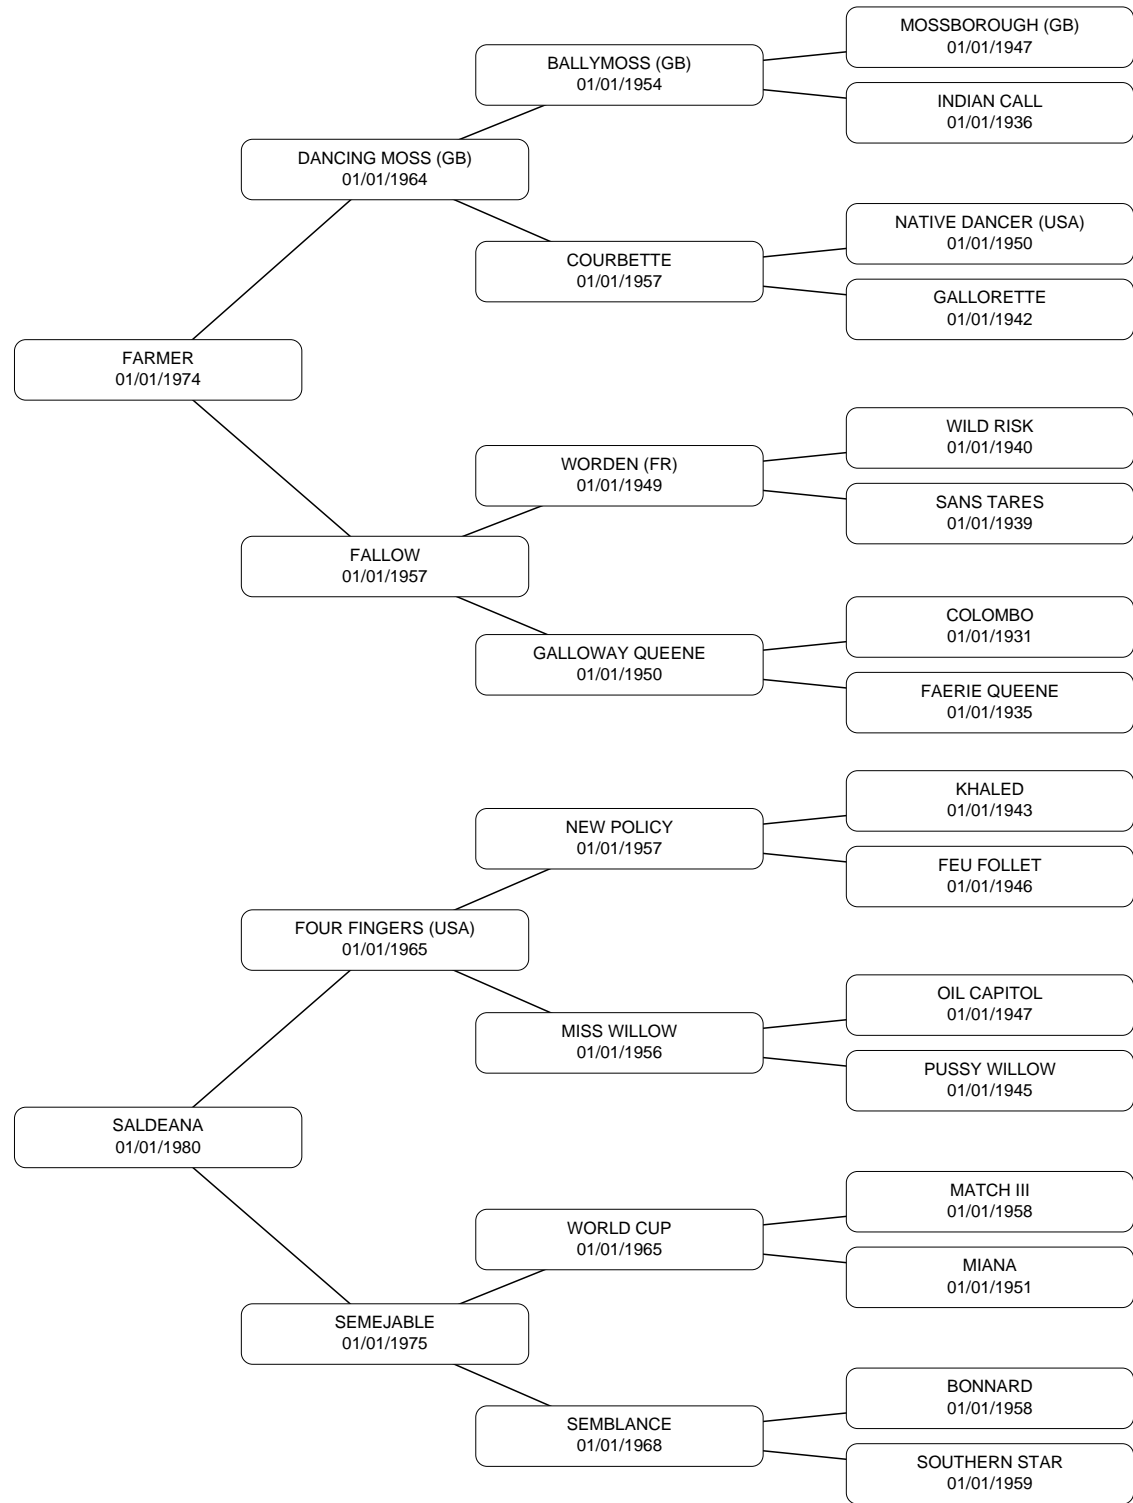 MOSSBOROUGH (GB)
01/01/1947
BALLYMOSS (GB)
01/01/1954
INDIAN CALL
01/01/1936
DANCING MOSS (GB)
01/01/1964
NATIVE DANCER (USA)
01/01/1950
COURBETTE
01/01/1957
GALLORETTE
01/01/1942
FARMER
01/01/1974
WILD RISK
01/01/1940
WORDEN (FR)
01/01/1949
SANS TARES
01/01/1939
FALLOW
01/01/1957
COLOMBO
01/01/1931
GALLOWAY QUEENE
01/01/1950
FAERIE QUEENE
01/01/1935
KHALED
01/01/1943
NEW POLICY
01/01/1957
FEU FOLLET
01/01/1946
FOUR FINGERS (USA)
01/01/1965
OIL CAPITOL
01/01/1947
MISS WILLOW
01/01/1956
PUSSY WILLOW
01/01/1945
SALDEANA
01/01/1980
MATCH III
01/01/1958
WORLD CUP
01/01/1965
MIANA
01/01/1951
SEMEJABLE
01/01/1975
BONNARD
01/01/1958
SEMBLANCE
01/01/1968
SOUTHERN STAR
01/01/1959